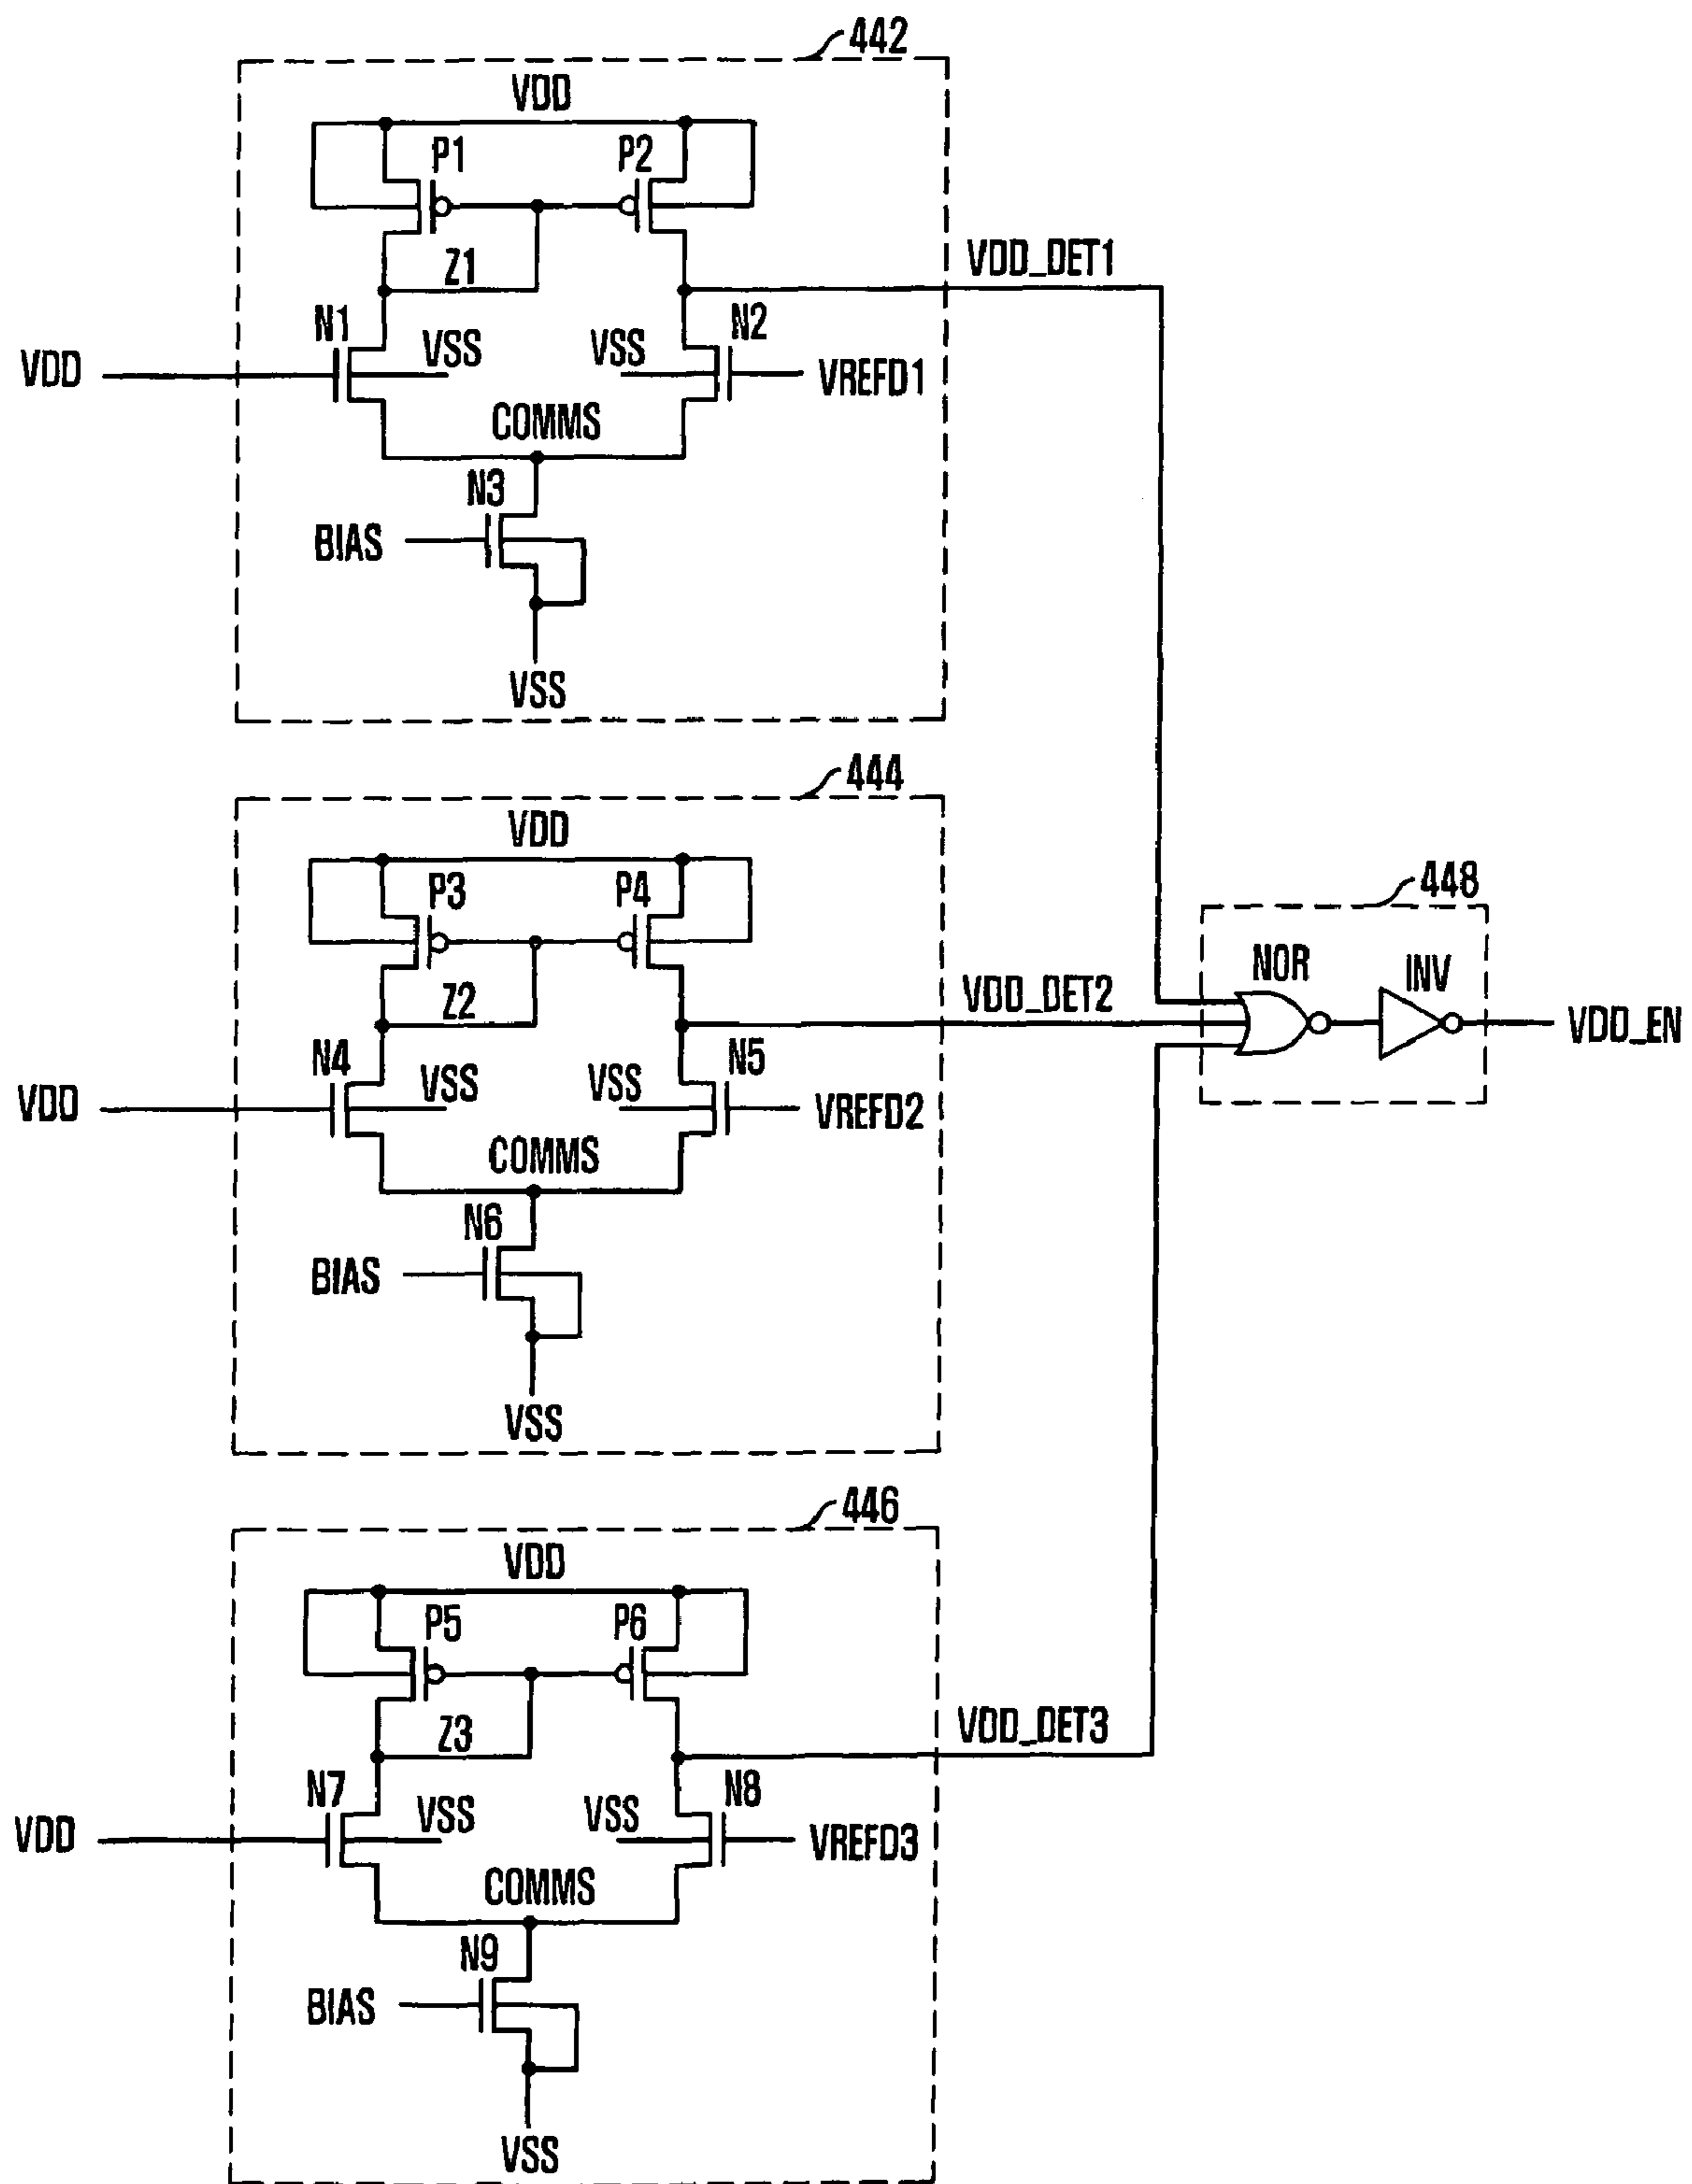 442
VDD
P1
P2
Z1
VDD_DET1
N1
VSS
VSS
N2
VDD
VREFD1
COMMS
N3
BIAS
VSS
444
VDD
P3
P4
448
NOR
INV
Z2
VDD_DET2
VDD_EN
N4
VSS
VSS
N5
VDD
VREFD2
COMMS
N6
BIAS
VSS
446
VDD
P5
P6
Z3
VDD_DET3
N7
VSS
VSS
N8
VDD
VREFD3
COMMS
N9
BIAS
VSS